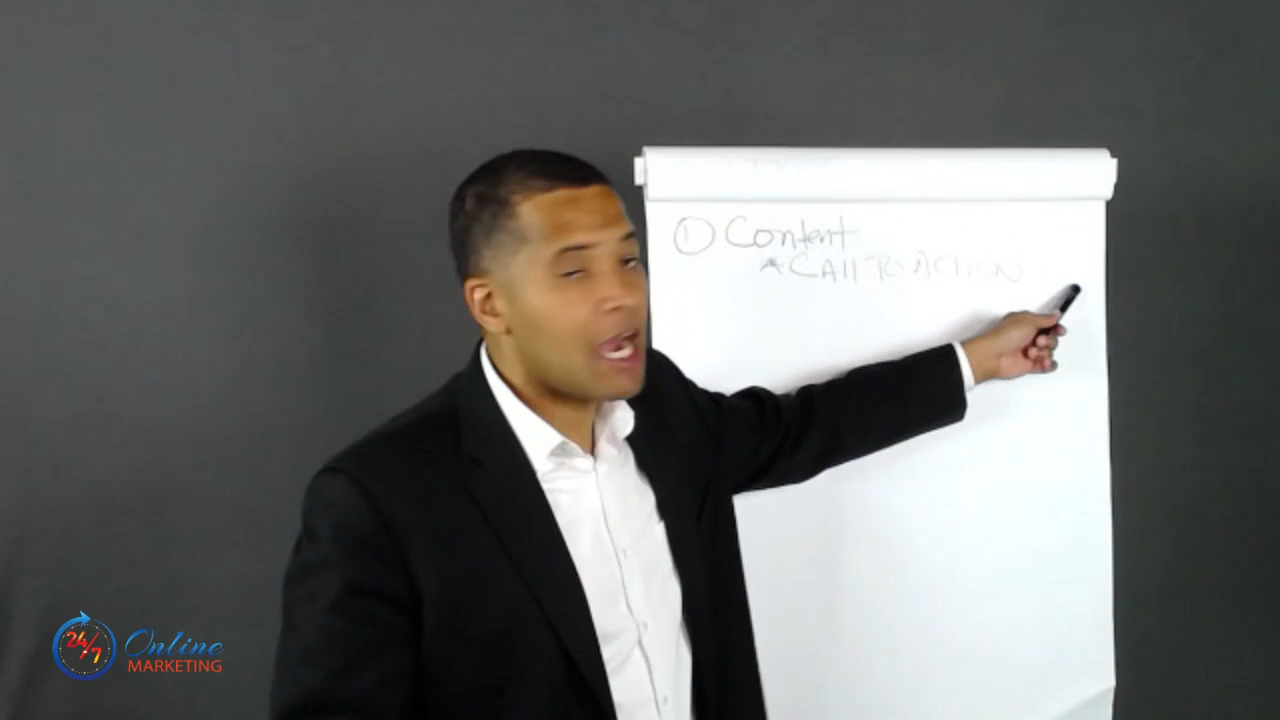 ① Content
* CAll TO ACTION
24/7 Online
MARKETING